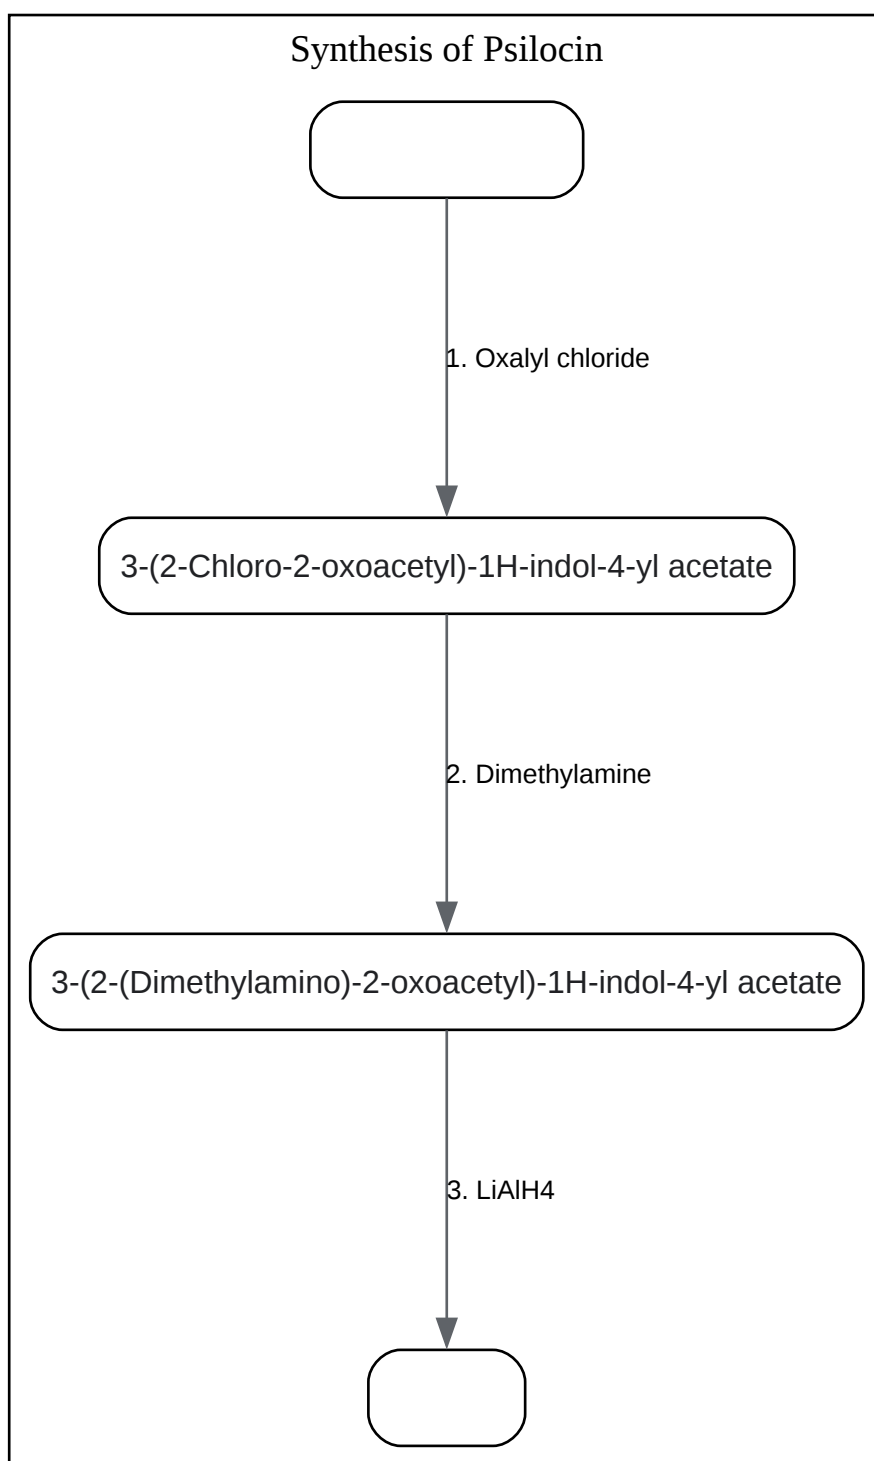 Synthesis of Psilocin
1. Oxalyl chloride
3-(2-Chloro-2-oxoacetyl)-1H-indol-4-yl acetate
2. Dimethylamine
3-(2-(Dimethylamino)-2-oxoacetyl)-1H-indol-4-yl acetate
3. LiAlH4